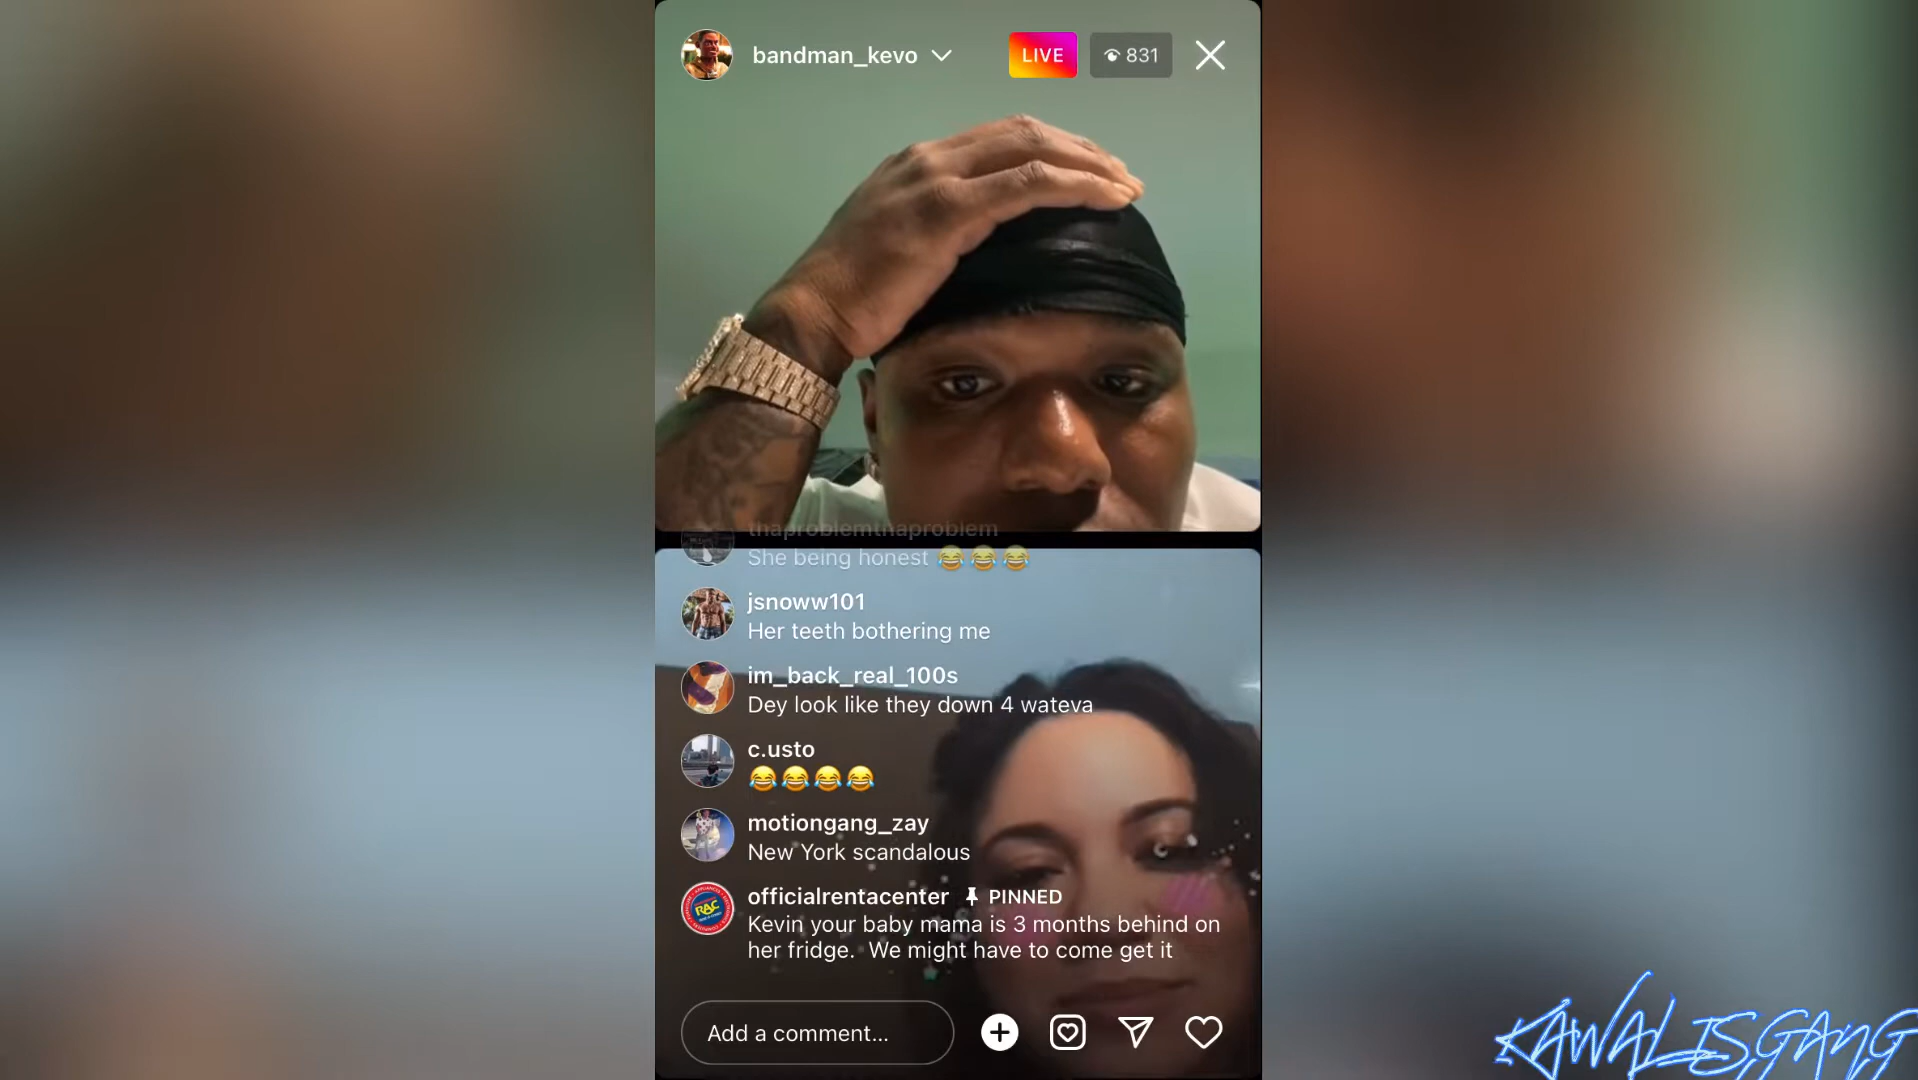 bandman_kevo
LIVE
831
thaproblemthaproblem
She being honest 😂😂😂
jsnoww101
Her teeth bothering me
im_back_real_100s
Dey look like they down 4 wateva
c.usto
😂😂😂😂
motiongang_zay
New York scandalous
officialrentacenter PINNED
RAC
Kevin your baby mama is 3 months behind on
her fridge. We might have to come get it
Add a comment...
KAWALISGANG